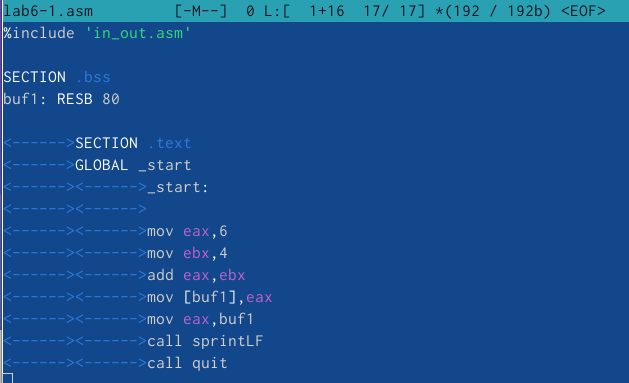 lab6-1.asm [-M--] 0 L:[ 1+16 17/ 17] *(192 / 192b) <EOF>
%include 'in_out.asm'
SECTION .bss
buf1: RESB 80
<------>SECTION .text
<------>GLOBAL _start
<------><------>_start:
<------><------>
<------><------>mov eax,6
<------><------>mov ebx,4
<------><------>add eax,ebx
<------><------>mov [buf1],eax
<------><------>mov eax,buf1
<------><------>call sprintLF
<------><------>call quit